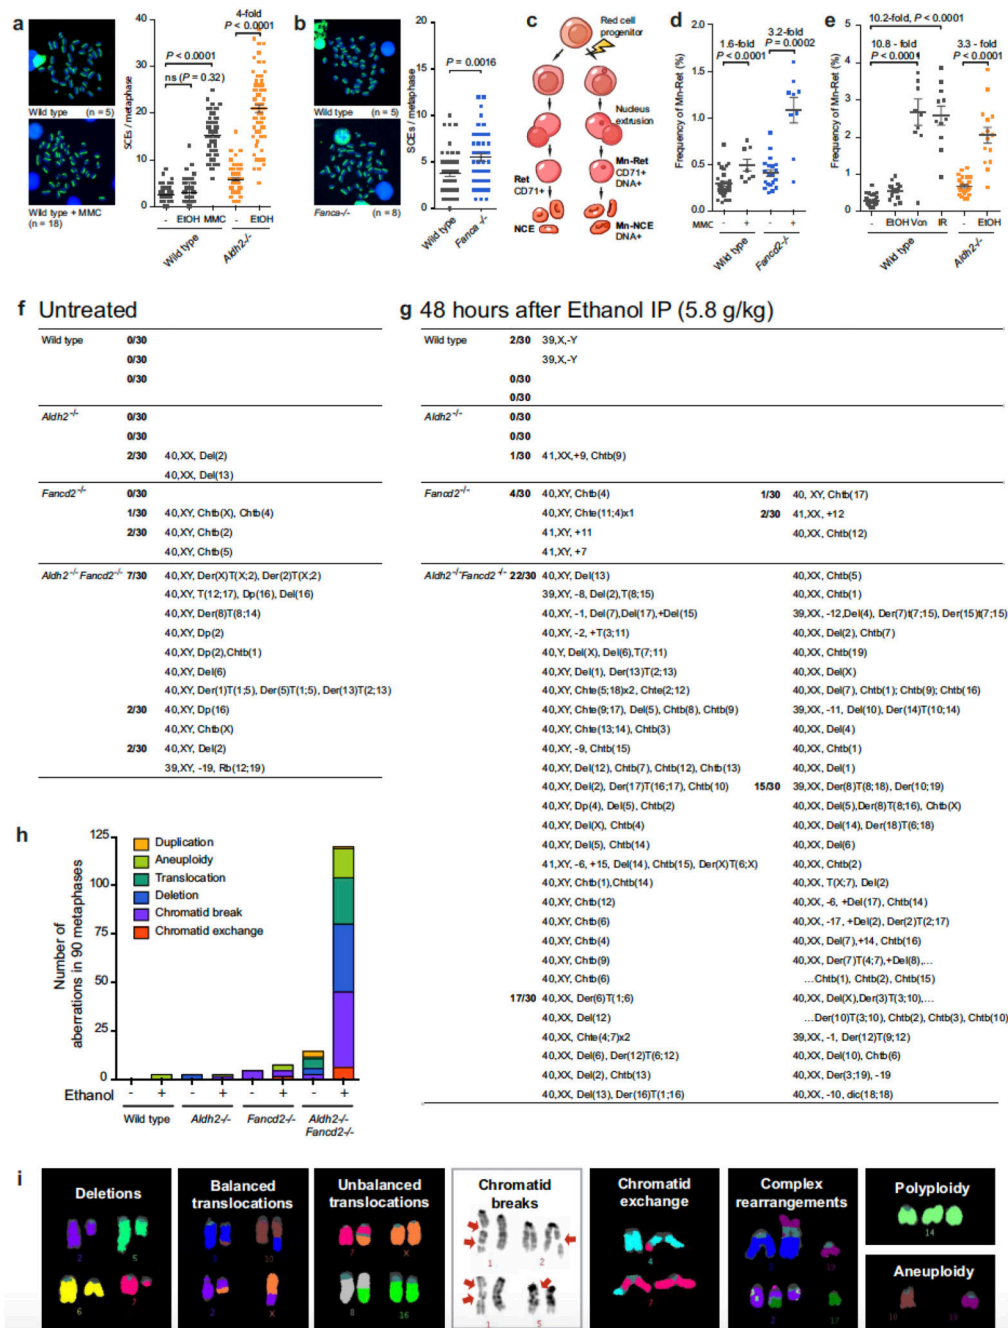 a
b
c
d
e
4-fold
P < 0.0001
P < 0.0001
ns (P = 0.32)
SCEs / metaphase
40
30
20
10
0
Wild type (n = 5)
Wild type + MMC
(n = 18)
- EtOH MMC - EtOH
Wild type
Aldh2-/-
P = 0.0016
SCEs / metaphase
20
15
10
5
0
Wild type (n = 5)
Fanca-/- (n = 8)
Wild type
Fanca-/-
Red cell
progenitor
Nucleus
extrusion
Ret
CD71+
Mn-Ret
CD71+
DNA+
NCE
Mn-NCE
DNA+
3.2-fold
P = 0.0002
1.6-fold
P < 0.0001
Frequency of Mn-Ret (%)
2.0
1.5
1.0
0.5
0.0
MMC - + - +
Wild type
Fancd2-/-
10.2-fold, P < 0.0001
10.8 - fold
P < 0.0001
3.3 - fold
P < 0.0001
Frequency of Mn-Ret (%)
5
4
3
2
1
0
- EtOH Vcn IR - EtOH
Wild type
Aldh2-/-
f Untreated
Wild type 0/30
0/30
0/30
Aldh2-/- 0/30
0/30
2/30 40,XX, Del(2)
40,XX, Del(13)
Fancd2-/- 0/30
1/30 40,XY, Chtb(X), Chtb(4)
2/30 40,XY, Chtb(2)
40,XY, Chtb(5)
Aldh2-/-Fancd2-/- 7/30 40,XY, Der(X)T(X;2), Der(2)T(X;2)
40,XY, T(12;17), Dp(16), Del(16)
40,XY, Der(8)T(8;14)
40,XY, Dp(2)
40,XY, Dp(2),Chtb(1)
40,XY, Del(6)
40,XY, Der(1)T(1;5), Der(5)T(1;5), Der(13)T(2;13)
2/30 40,XY, Dp(16)
40,XY, Chtb(X)
2/30 40,XY, Del(2)
39,XY, -19, Rb(12;19)
g 48 hours after Ethanol IP (5.8 g/kg)
Wild type 2/30 39,X,-Y
39,X,-Y
0/30
0/30
Aldh2-/- 0/30
0/30
1/30 41,XX,+9, Chtb(9)
Fancd2-/- 4/30 40,XY, Chtb(4)
40,XY, Chte(11;4)x1
41,XY, +11
41,XY, +7
1/30 40, XY, Chtb(17)
2/30 41,XX, +12
40,XX, Chtb(12)
Aldh2-/-Fancd2-/- 22/30 40,XY, Del(13)
39,XY, -8, Del(2),T(8;15)
40,XY, -1, Del(7),Del(17),+Del(15)
40,XY, -2, +T(3;11)
40,Y, Del(X), Del(6),T(7;11)
40,XY, Del(1), Der(13)T(2;13)
40,XY, Chte(5;18)x2, Chte(2;12)
40,XY, Chte(9;17), Del(5), Chtb(8), Chtb(9)
40,XY, Chte(13;14), Chtb(3)
40,XY, -9, Chtb(15)
40,XY, Del(12), Chtb(7), Chtb(12), Chtb(13)
40,XY, Del(2), Der(17)T(16;17), Chtb(10)
40,XY, Dp(4), Del(5), Chtb(2)
40,XY, Del(X), Chtb(4)
40,XY, Del(5), Chtb(14)
41,XY, -6, +15, Del(14), Chtb(15), Der(X)T(6;X)
40,XY, Chtb(1),Chtb(14)
40,XY, Chtb(12)
40,XY, Chtb(6)
40,XY, Chtb(4)
40,XY, Chtb(9)
40,XY, Chtb(6)
17/30 40,XX, Der(6)T(1;6)
40,XX, Del(12)
40,XX, Chte(4;7)x2
40,XX, Del(6), Der(12)T(6;12)
40,XX, Del(2), Chtb(13)
40,XX, Del(13), Der(16)T(1;16)
40,XX, Chtb(5)
40,XX, Chtb(1)
39,XX, -12,Del(4), Der(7)t(7;15), Der(15)t(7;15)
40,XX, Del(2), Chtb(7)
40,XX, Chtb(19)
40,XX, Del(X)
40,XX, Del(7), Chtb(1); Chtb(9); Chtb(16)
39,XX, -11, Del(10), Der(14)T(10;14)
40,XX, Del(4)
40,XX, Chtb(1)
40,XX, Del(1)
15/30 39,XX, Der(8)T(8;18), Der(10;19)
40,XX, Del(5),Der(8)T(8;16), Chtb(X)
40,XX, Del(14), Der(18)T(6;18)
40,XX, Del(6)
40,XX, Chtb(2)
40,XX, T(X;7), Del(2)
40,XX, -6, +Del(17), Chtb(14)
40,XX, -17, +Del(2), Der(2)T(2;17)
40,XX, Del(7),+14, Chtb(16)
40,XX, Der(7)T(4;7),+Del(8),...
...Chtb(1), Chtb(2), Chtb(15)
40,XX, Del(X),Der(3)T(3;10),...
...Der(10)T(3;10), Chtb(2), Chtb(3), Chtb(10)
39,XX, -1, Der(12)T(9;12)
40,XX, Del(10), Chtb(6)
40,XX, Der(3;19), -19
40,XX, -10, dic(18;18)
h
Number of
aberrations in 90 metaphases
125
100
75
50
25
0
Duplication
Aneuploidy
Translocation
Deletion
Chromatid break
Chromatid exchange
Ethanol - + - + - + - +
Wild type Aldh2-/- Fancd2-/- Aldh2-/-
Fancd2-/-
i
Deletions
2 5
6 7
Balanced
translocations
3 10
2 X
Unbalanced
translocations
7 X
8 16
Chromatid
breaks
1 2
1 5
Chromatid
exchange
4
7
Complex
rearrangements
3 19
2 17
Polyploidy
14
Aneuploidy
10 19